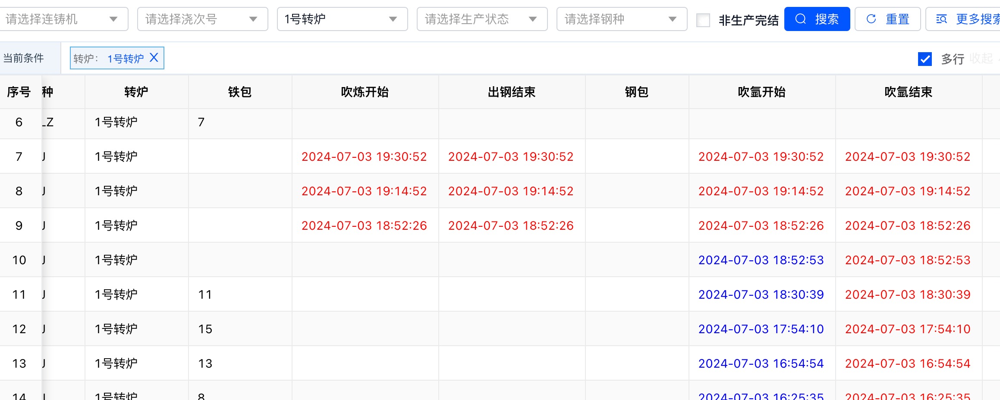 请选择连铸机 请选择浇次号 1号转炉 请选择生产状态 请选择钢种 非生产完结 搜索 重置 更多搜索
当前条件 转炉： 1号转炉 X 多行 收起
序号 种 转炉 铁包 吹炼开始 出钢结束 钢包 吹氩开始 吹氩结束
6 LZ 1号转炉 7
7 J 1号转炉 2024-07-03 19:30:52 2024-07-03 19:30:52 2024-07-03 19:30:52 2024-07-03 19:30:52
8 J 1号转炉 2024-07-03 19:14:52 2024-07-03 19:14:52 2024-07-03 19:14:52 2024-07-03 19:14:52
9 J 1号转炉 2024-07-03 18:52:26 2024-07-03 18:52:26 2024-07-03 18:52:26 2024-07-03 18:52:26
10 J 1号转炉 2024-07-03 18:52:53 2024-07-03 18:52:53
11 J 1号转炉 11 2024-07-03 18:30:39 2024-07-03 18:30:39
12 J 1号转炉 15 2024-07-03 17:54:10 2024-07-03 17:54:10
13 J 1号转炉 13 2024-07-03 16:54:54 2024-07-03 16:54:54
14 J 1号转炉 8 2024-07-03 16:25:35 2024-07-03 16:25:35